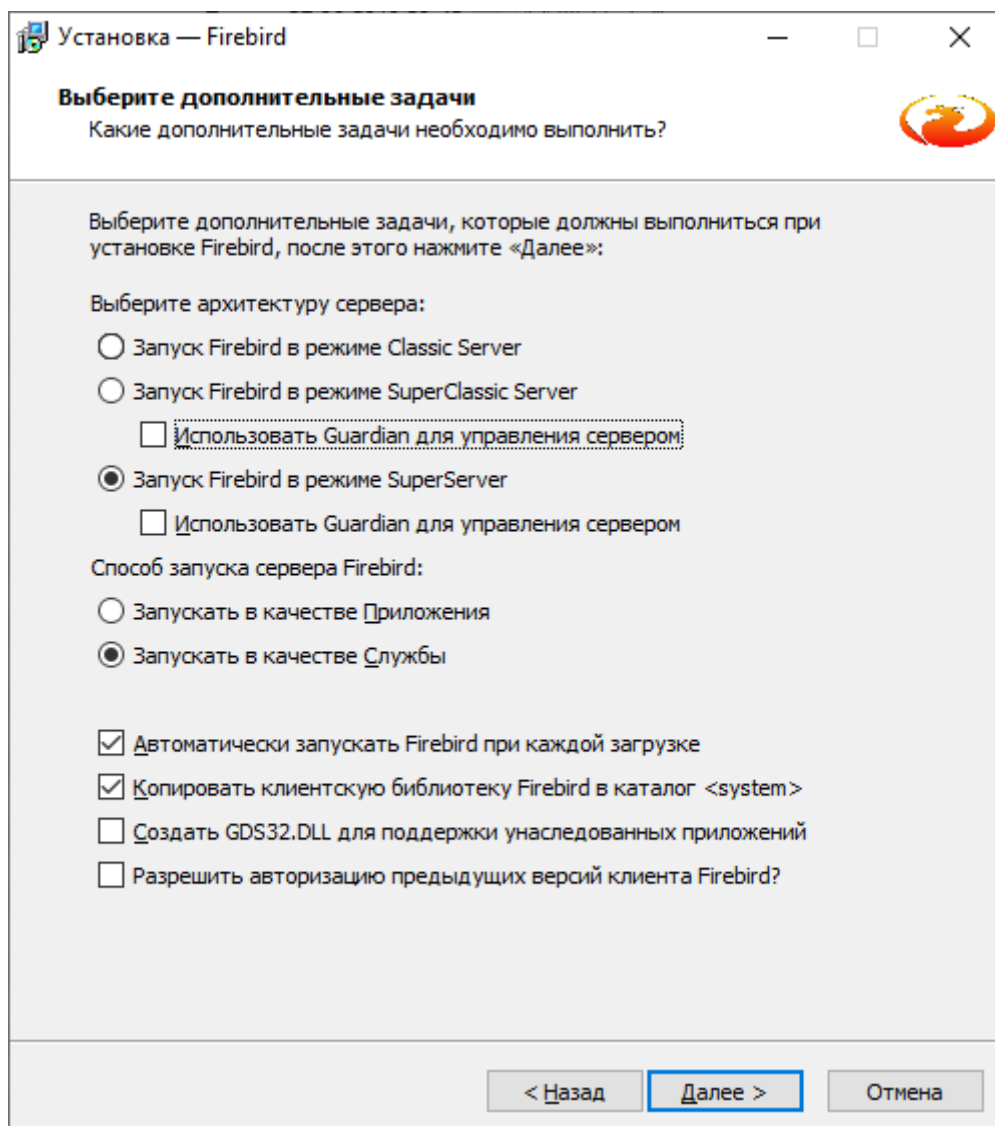 Установка — Firebird
Выберите дополнительные задачи
Какие дополнительные задачи необходимо выполнить?
Выберите дополнительные задачи, которые должны выполниться при
установке Firebird, после этого нажмите «Далее»:
Выберите архитектуру сервера:
Запуск Firebird в режиме Classic Server
Запуск Firebird в режиме SuperClassic Server
Использовать Guardian для управления сервером
Запуск Firebird в режиме SuperServer
Использовать Guardian для управления сервером
Способ запуска сервера Firebird:
Запускать в качестве Приложения
Запускать в качестве Службы
Автоматически запускать Firebird при каждой загрузке
Копировать клиентскую библиотеку Firebird в каталог <system>
Создать GDS32.DLL для поддержки унаследованных приложений
Разрешить авторизацию предыдущих версий клиента Firebird?
< Назад
Далее >
Отмена